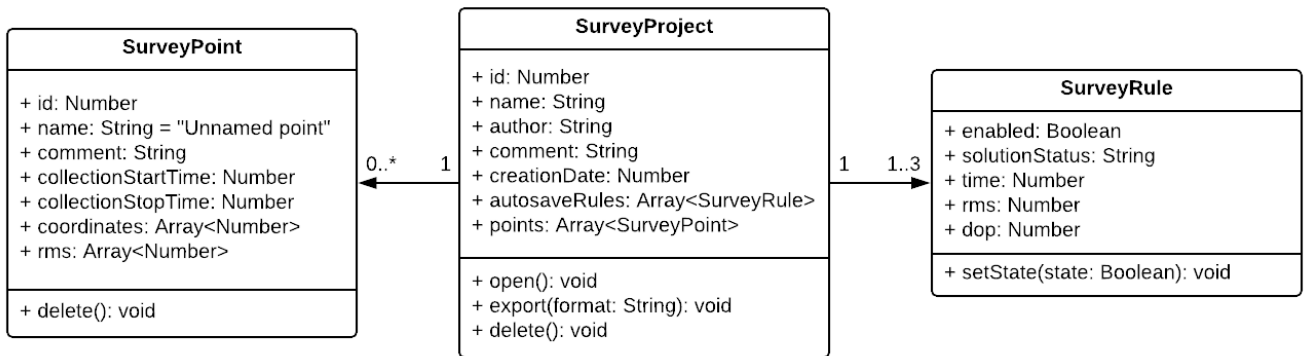 SurveyPoint
+ id: Number
+ name: String = "Unnamed point"
+ comment: String
+ collectionStartTime: Number
+ collectionStopTime: Number
+ coordinates: Array<Number>
+ rms: Array<Number>
+ delete(): void
0..*
1
SurveyProject
+ id: Number
+ name: String
+ author: String
+ comment: String
+ creationDate: Number
+ autosaveRules: Array<SurveyRule>
+ points: Array<SurveyPoint>
+ open(): void
+ export(format: String): void
+ delete(): void
1
1..3
SurveyRule
+ enabled: Boolean
+ solutionStatus: String
+ time: Number
+ rms: Number
+ dop: Number
+ setState(state: Boolean): void